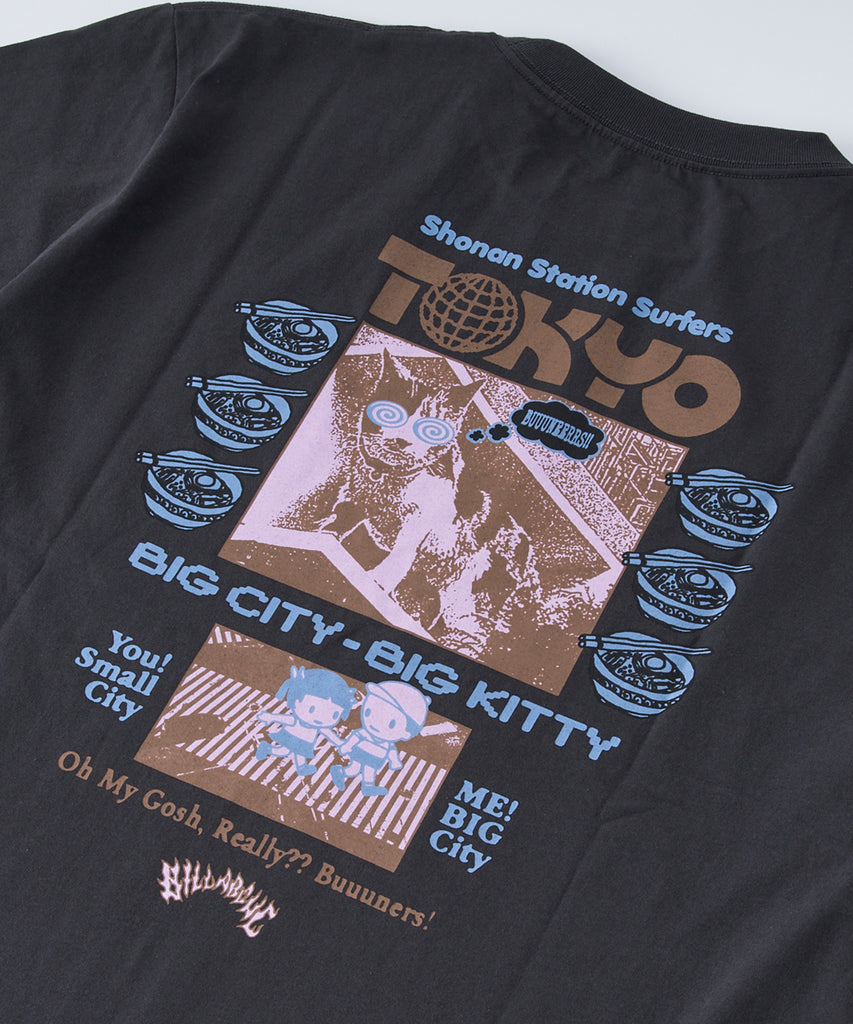 Shonan Station Surfers
TOKYO
BUUUNEERRRS!!
BIG CITY - BIG KITTY
You!
Small
City
ME!
BIG
City
Oh My Gosh, Really?? Buuuners!
BILLABONG